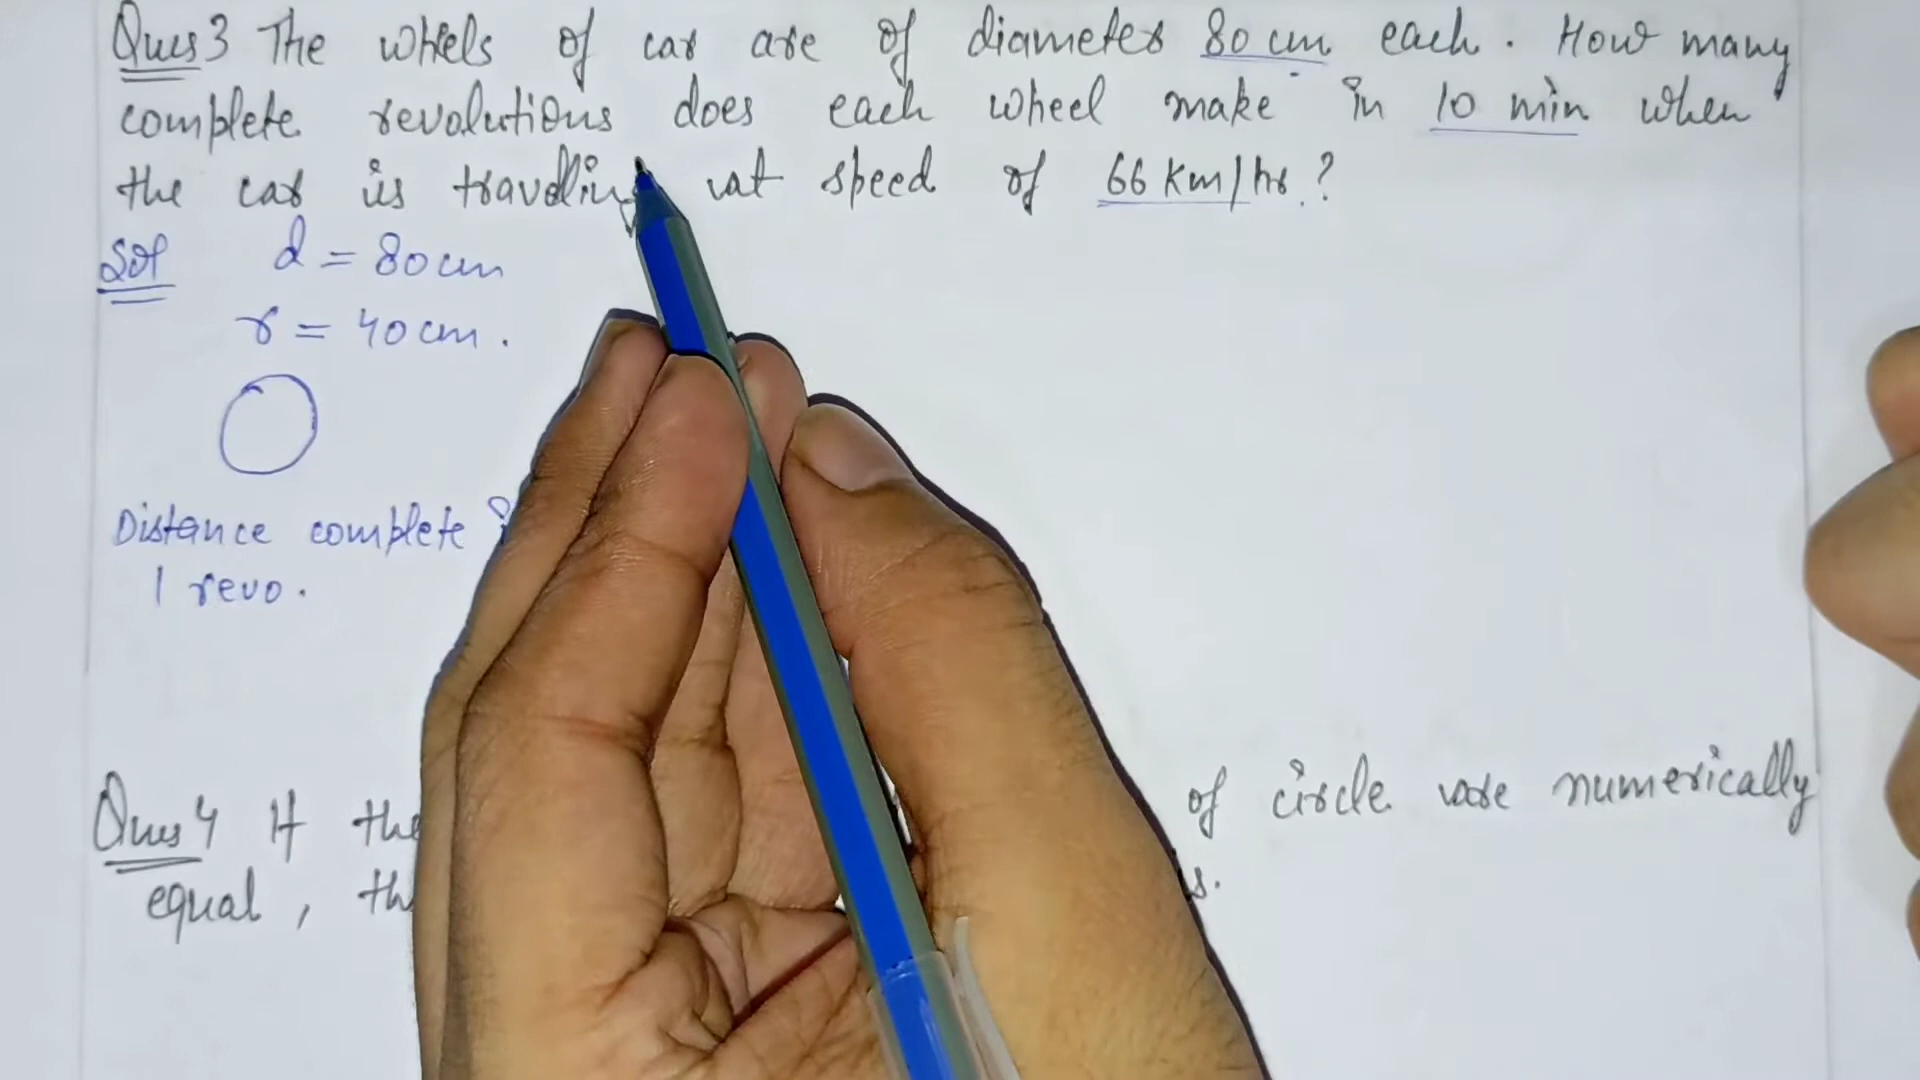 Ques 3 The wheels of car are of diameter 80 cm each. How many
complete revolutions does each wheel make in 10 min when
the car is traveling at speed of 66 Km/hr.?
Sol d = 80 cm
r = 40 cm.
Distance complete
1 revo.
Ques 4 If the of circle are numerically
equal,